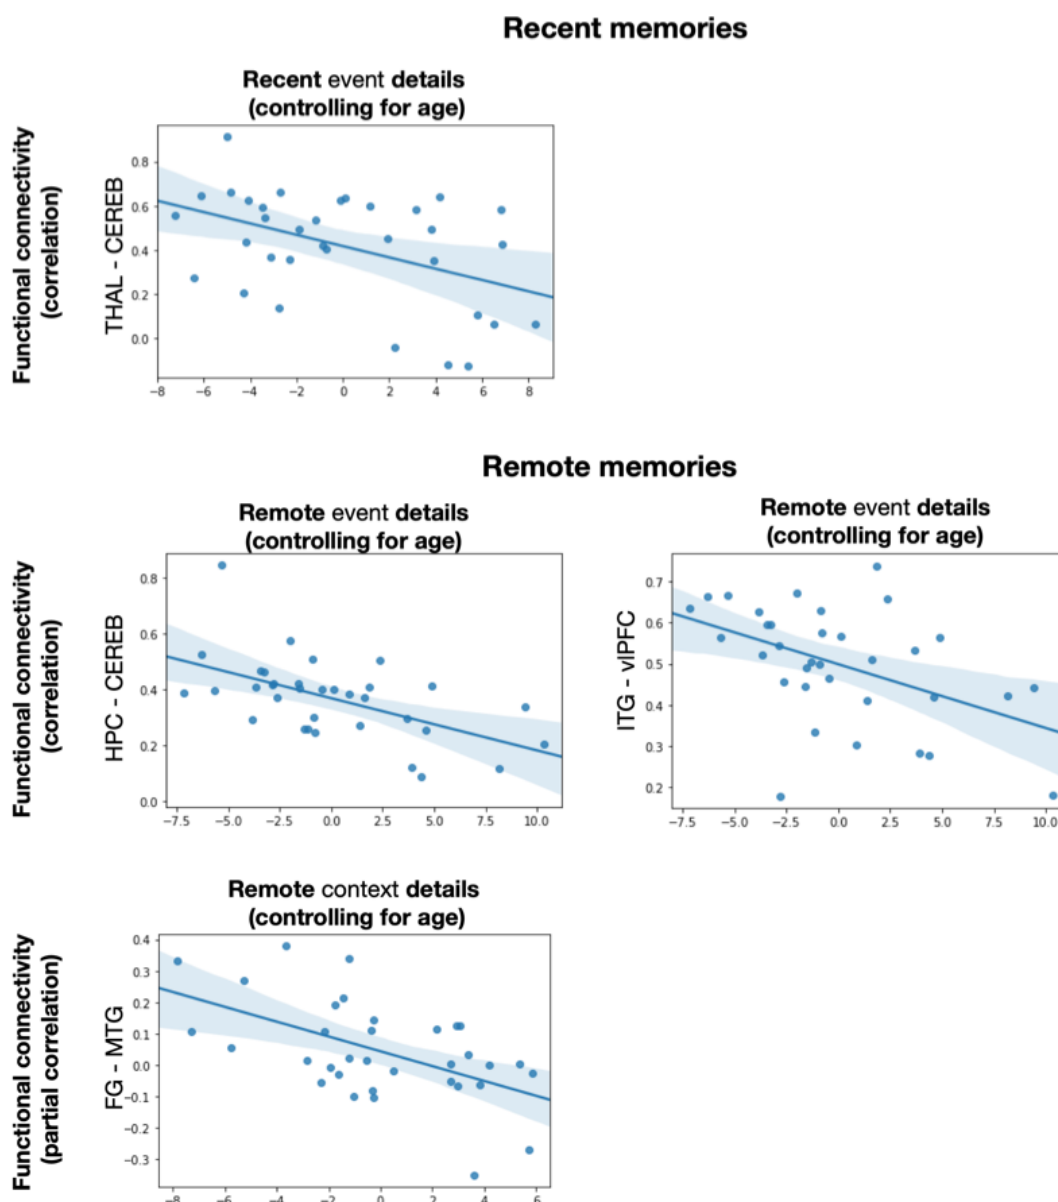 Recent memories
Recent event details
(controlling for age)
Functional connectivity
(correlation)
THAL - CEREB
0.8
0.6
0.4
0.2
0.0
−8 −6 −4 −2 0 2 4 6 8
Remote memories
Remote event details
(controlling for age)
Functional connectivity
(correlation)
HPC - CEREB
0.8
0.6
0.4
0.2
0.0
−7.5 −5.0 −2.5 0.0 2.5 5.0 7.5 10.0
Remote event details
(controlling for age)
ITG - vlPFC
0.7
0.6
0.5
0.4
0.3
0.2
−7.5 −5.0 −2.5 0.0 2.5 5.0 7.5 10.0
Remote context details
(controlling for age)
Functional connectivity
(partial correlation)
FG - MTG
0.4
0.3
0.2
0.1
0.0
−0.1
−0.2
−0.3
−8 −6 −4 −2 0 2 4 6